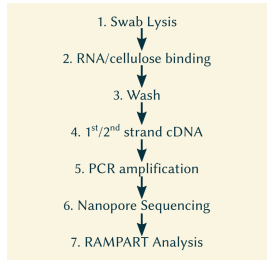 1. Swab Lysis
2. RNA/cellulose binding
3. Wash
4. 1st/2nd strand cDNA
5. PCR amplification
6. Nanopore Sequencing
7. RAMPART Analysis